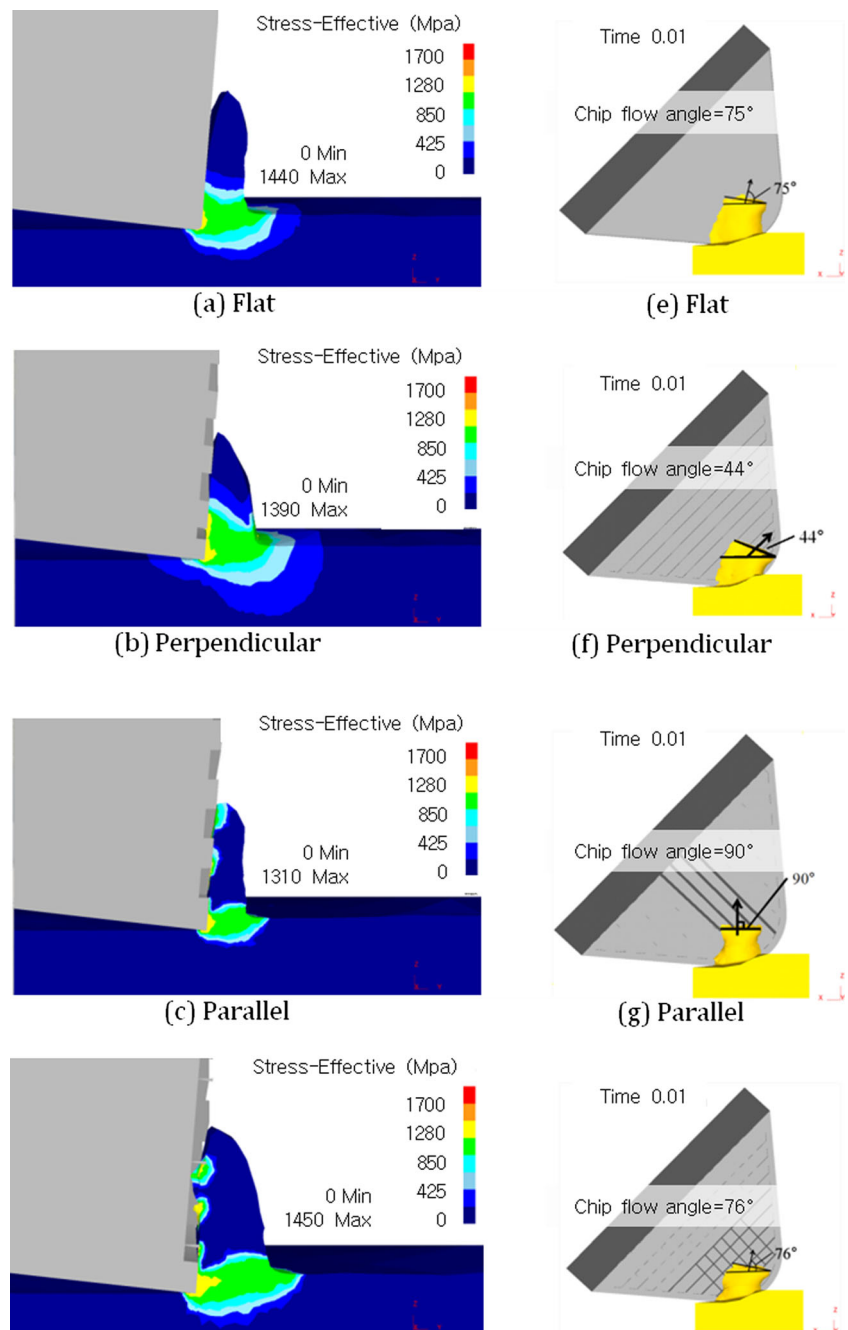 Stress-Effective (Mpa)
1700
1280
850
425
0
0 Min
1440 Max
Z
X Y
(a) Flat
Time 0.01
Chip flow angle=75°
75°
Z
X Y
(e) Flat
Stress-Effective (Mpa)
1700
1280
850
425
0
0 Min
1390 Max
Z
X Y
(b) Perpendicular
Time 0.01
Chip flow angle=44°
44°
Z
X Y
(f) Perpendicular
Stress-Effective (Mpa)
1700
1280
850
425
0
0 Min
1310 Max
Z
X Y
(c) Parallel
Time 0.01
Chip flow angle=90°
90°
Z
X Y
(g) Parallel
Stress-Effective (Mpa)
1700
1280
850
425
0
0 Min
1450 Max
Z
X Y
Time 0.01
Chip flow angle=76°
76°
Z